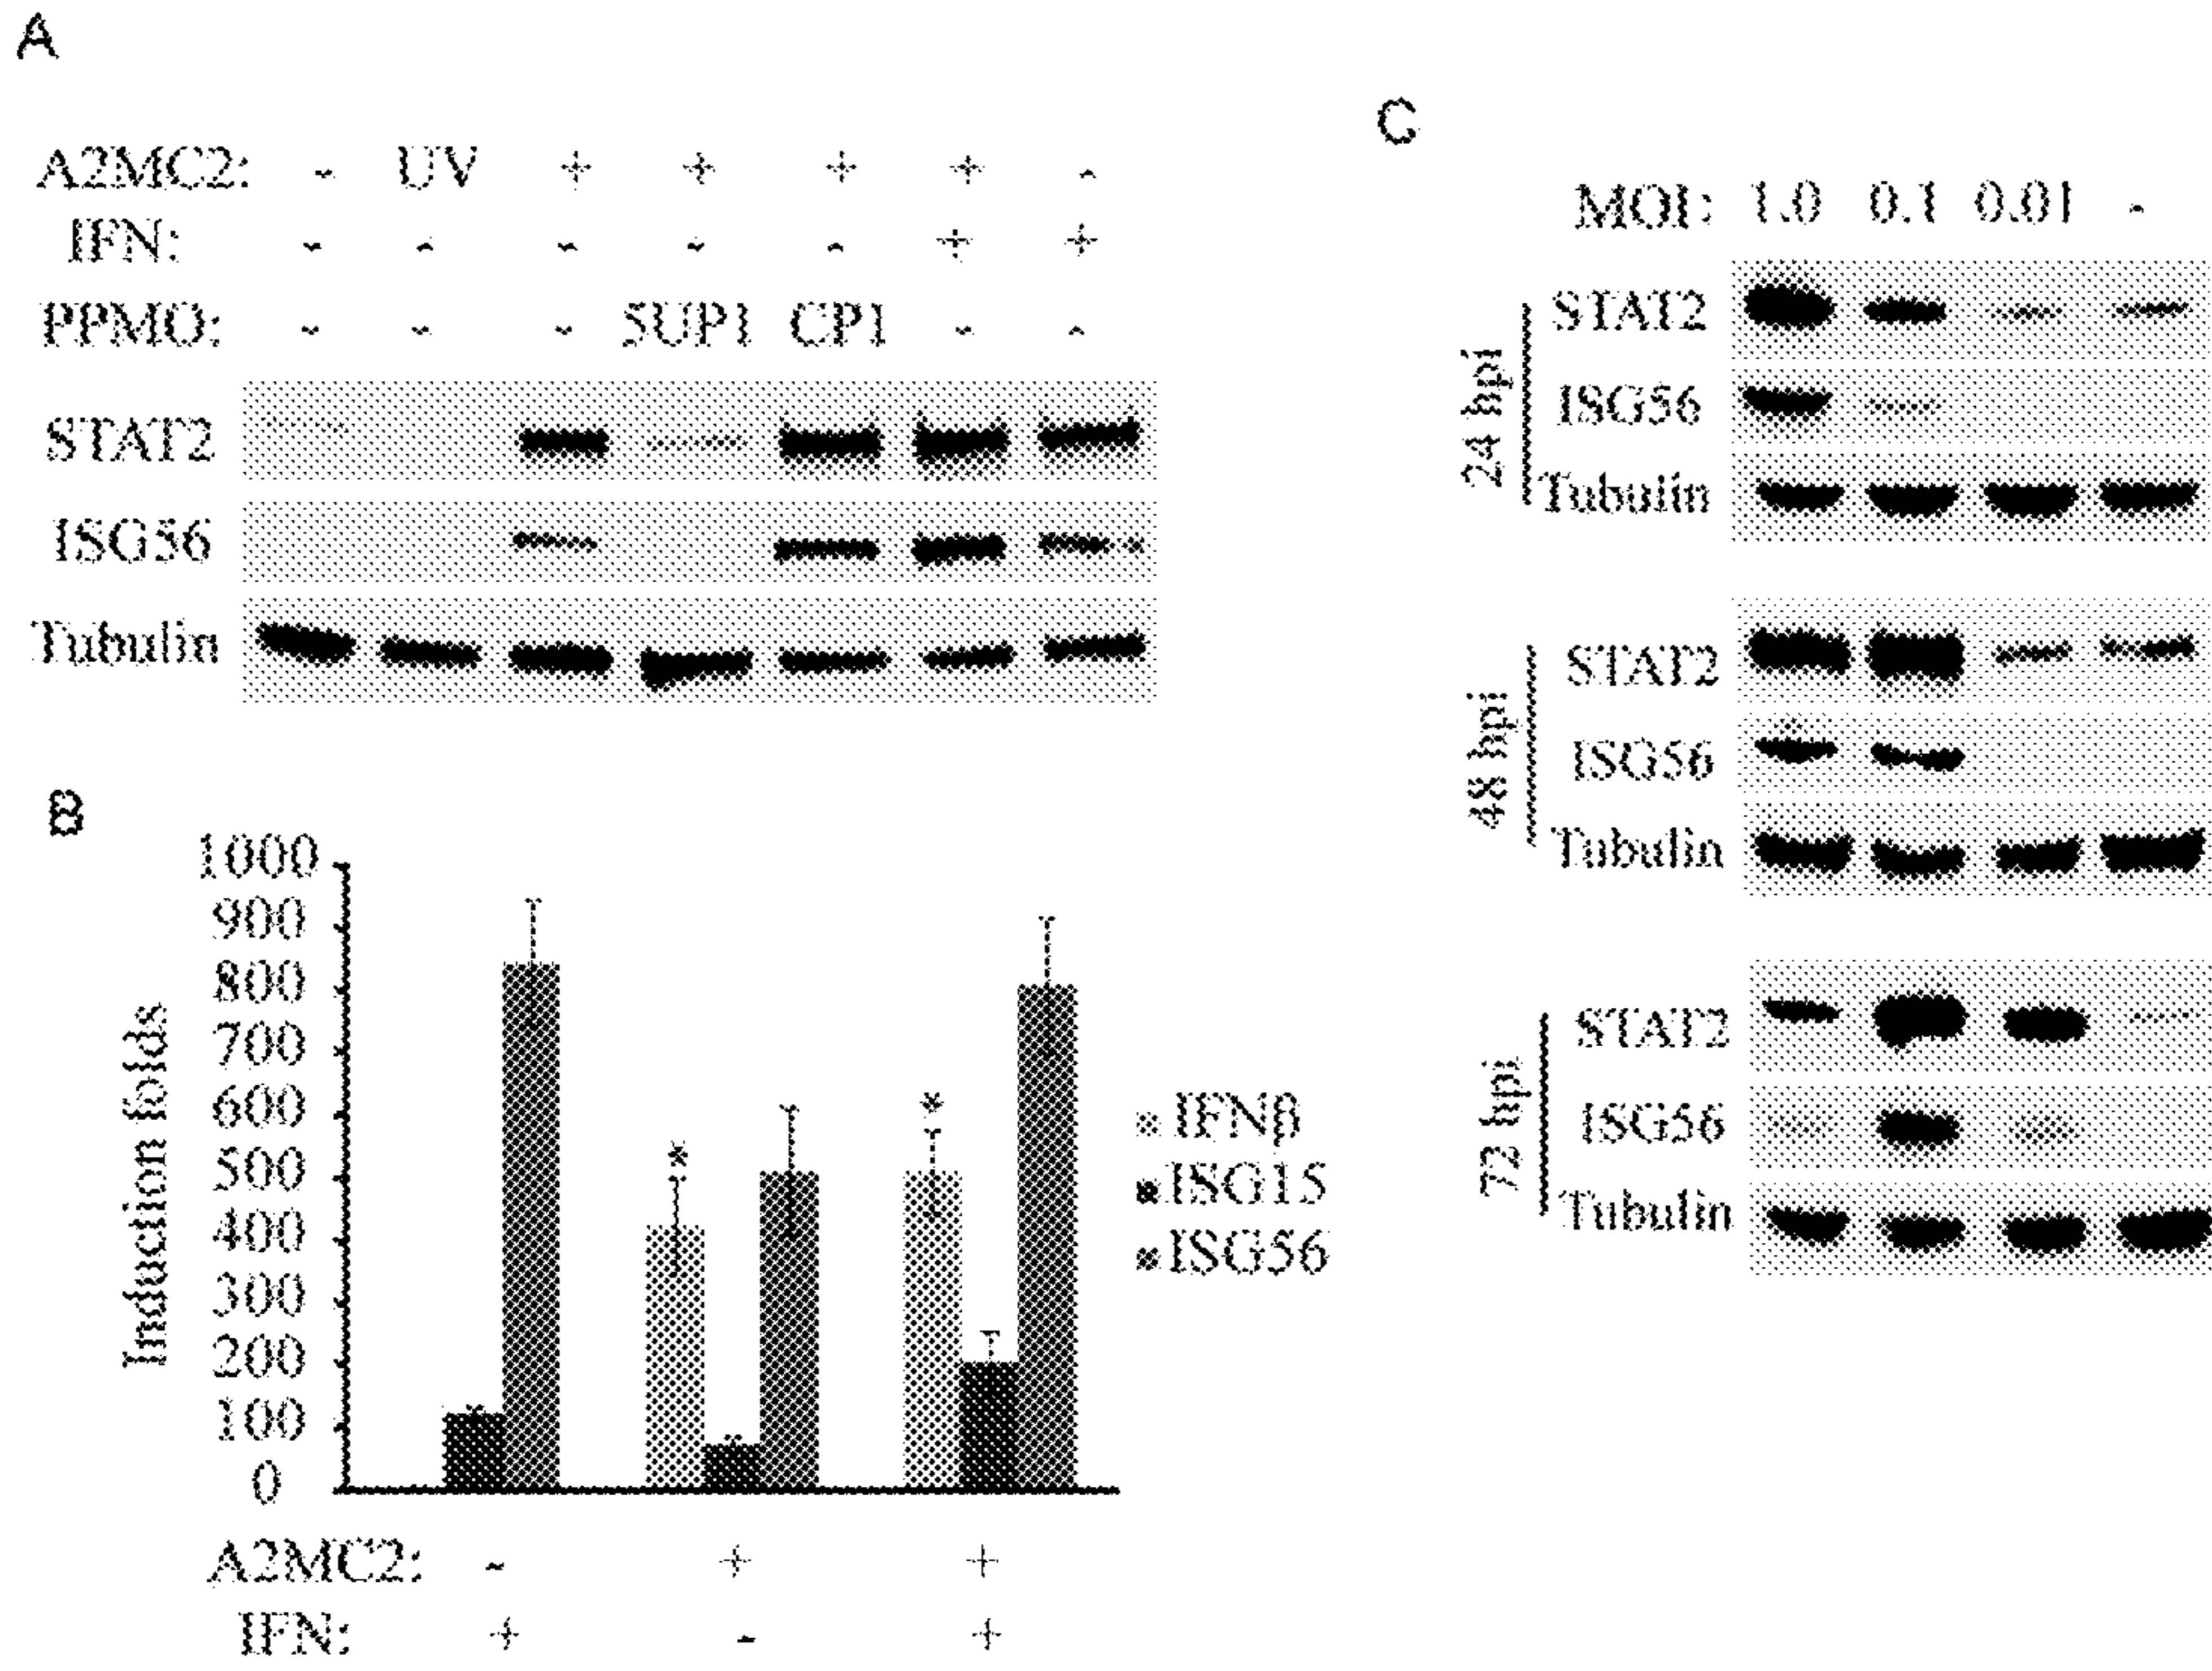 A
A2MC2: - UV + + + + -
IFN: - - - - - + +
PPMO: - - - 5UP1 CP1 - -
STAT2
ISG56
Tubulin
B
1000
900
800
700
600
500
400
300
200
100
0
Induction folds
* *
IFNβ
ISG15
ISG56
A2MC2: - + +
IFN: + - +
C
MOI: 1.0 0.1 0.01 -
24 hpi
STAT2
ISG56
Tubulin
48 hpi
STAT2
ISG56
Tubulin
72 hpi
STAT2
ISG56
Tubulin